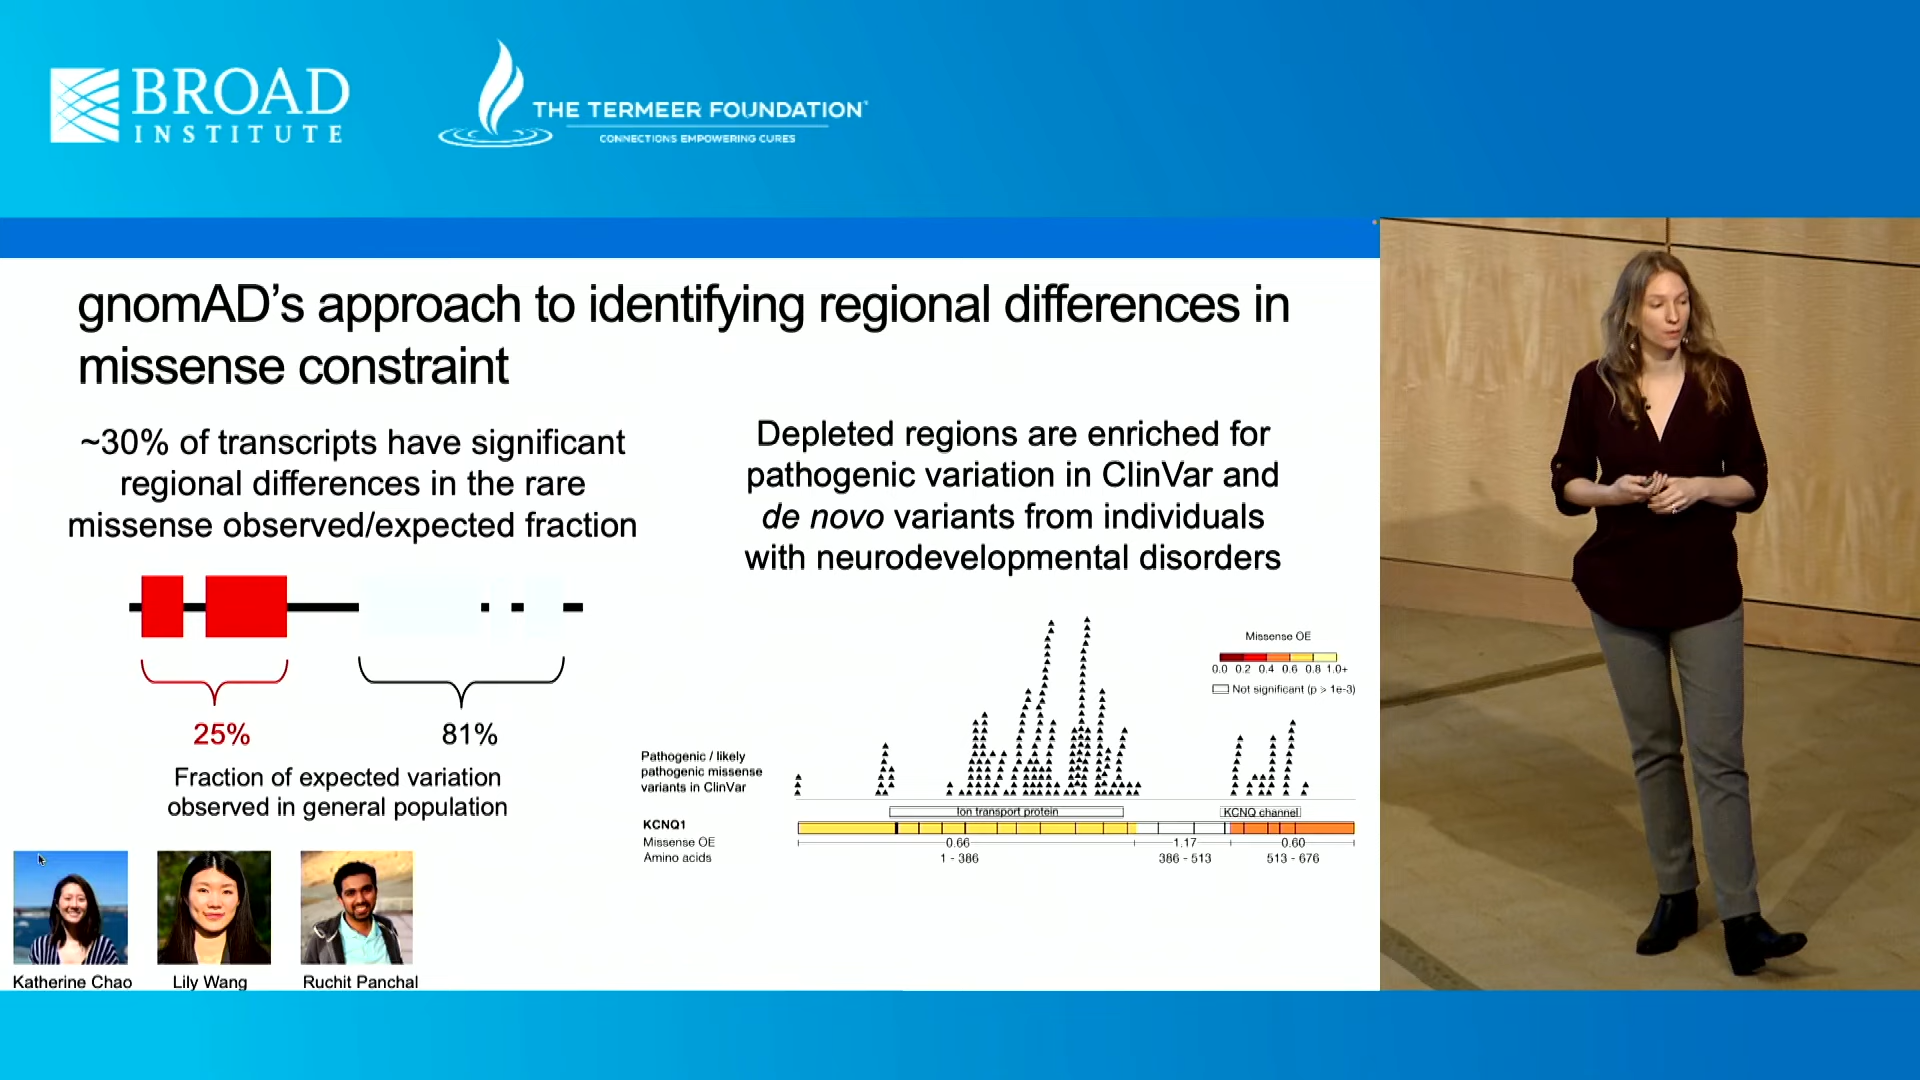 BROAD
INSTITUTE
THE TERMEER FOUNDATION
CONNECTIONS EMPOWERING CURES
gnomAD’s approach to identifying regional differences in
missense constraint
~30% of transcripts have significant
regional differences in the rare
missense observed/expected fraction
25%
81%
Fraction of expected variation
observed in general population
Depleted regions are enriched for
pathogenic variation in ClinVar and
de novo variants from individuals
with neurodevelopmental disorders
Missense OE
0.0 0.2 0.4 0.6 0.8 1.0+
Not significant (p > 1e-3)
Pathogenic / likely
pathogenic missense
variants in ClinVar
Ion transport protein
KCNQ channel
KCNQ1
Missense OE 0.66 1.17 0.60
Amino acids 1 - 386 386 - 513 513 - 676
Katherine Chao
Lily Wang
Ruchit Panchal